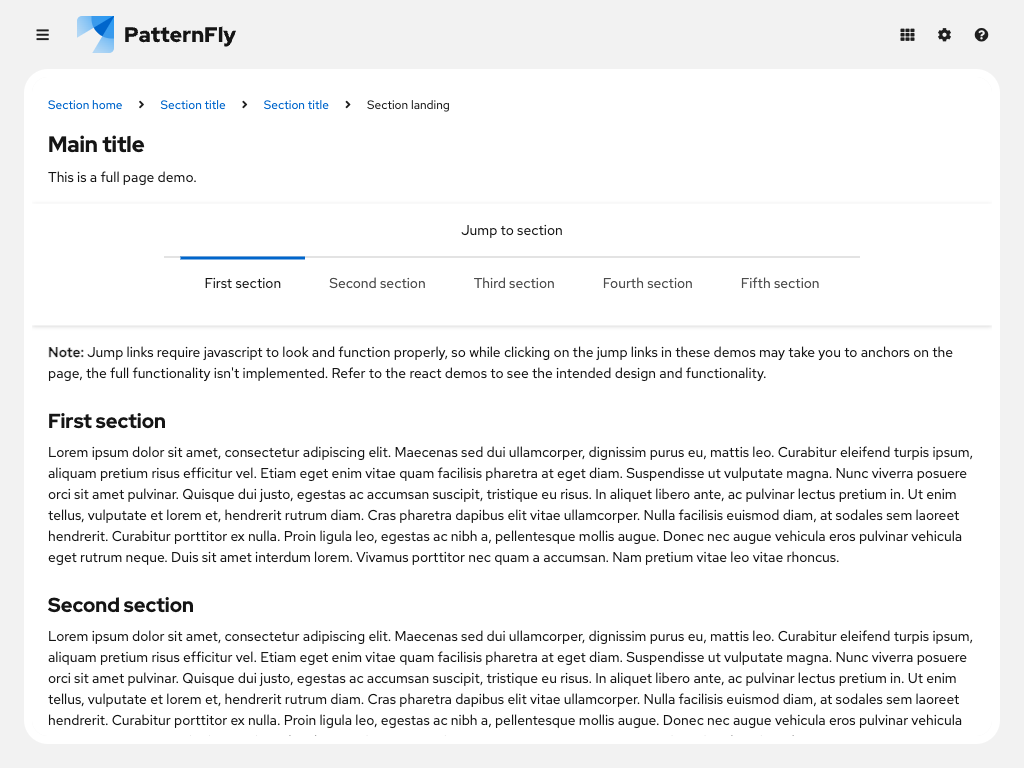 PatternFly
Section home Section title Section title Section landing
Main title
This is a full page demo.
Jump to section
First section Second section Third section Fourth section Fifth section
Note: Jump links require javascript to look and function properly, so while clicking on the jump links in these demos may take you to anchors on the
page, the full functionality isn't implemented. Refer to the react demos to see the intended design and functionality.
First section
Lorem ipsum dolor sit amet, consectetur adipiscing elit. Maecenas sed dui ullamcorper, dignissim purus eu, mattis leo. Curabitur eleifend turpis ipsum,
aliquam pretium risus efficitur vel. Etiam eget enim vitae quam facilisis pharetra at eget diam. Suspendisse ut vulputate magna. Nunc viverra posuere
orci sit amet pulvinar. Quisque dui justo, egestas ac accumsan suscipit, tristique eu risus. In aliquet libero ante, ac pulvinar lectus pretium in. Ut enim
tellus, vulputate et lorem et, hendrerit rutrum diam. Cras pharetra dapibus elit vitae ullamcorper. Nulla facilisis euismod diam, at sodales sem laoreet
hendrerit. Curabitur porttitor ex nulla. Proin ligula leo, egestas ac nibh a, pellentesque mollis augue. Donec nec augue vehicula eros pulvinar vehicula
eget rutrum neque. Duis sit amet interdum lorem. Vivamus porttitor nec quam a accumsan. Nam pretium vitae leo vitae rhoncus.
Second section
Lorem ipsum dolor sit amet, consectetur adipiscing elit. Maecenas sed dui ullamcorper, dignissim purus eu, mattis leo. Curabitur eleifend turpis ipsum,
aliquam pretium risus efficitur vel. Etiam eget enim vitae quam facilisis pharetra at eget diam. Suspendisse ut vulputate magna. Nunc viverra posuere
orci sit amet pulvinar. Quisque dui justo, egestas ac accumsan suscipit, tristique eu risus. In aliquet libero ante, ac pulvinar lectus pretium in. Ut enim
tellus, vulputate et lorem et, hendrerit rutrum diam. Cras pharetra dapibus elit vitae ullamcorper. Nulla facilisis euismod diam, at sodales sem laoreet
hendrerit. Curabitur porttitor ex nulla. Proin ligula leo, egestas ac nibh a, pellentesque mollis augue. Donec nec augue vehicula eros pulvinar vehicula